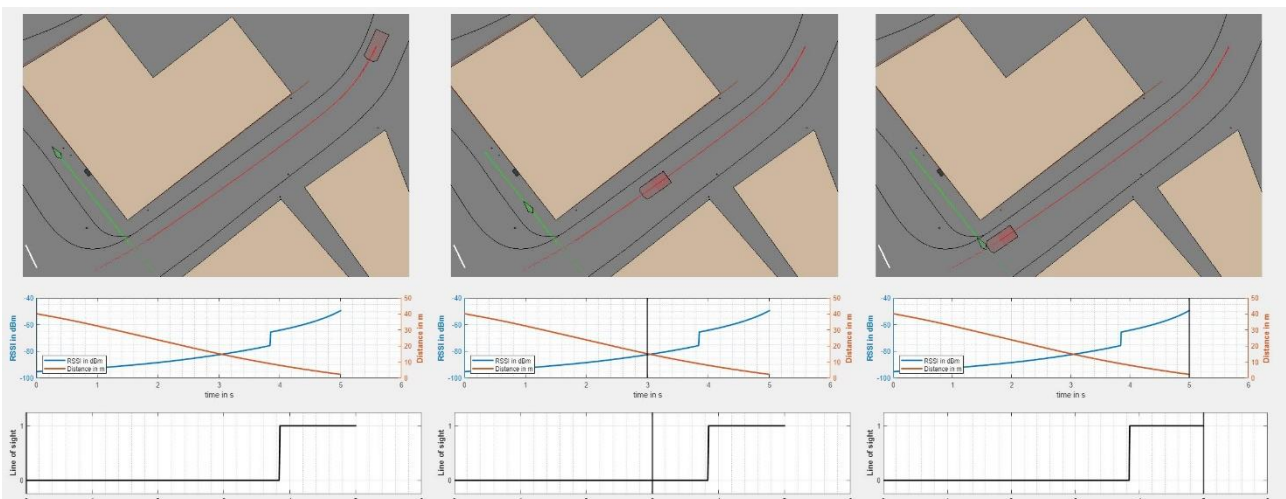 -40
-60
-80
-100
RSSI in dBm
RSSI in dBm
Distance in m
50
40
30
20
10
0
Distance in m
0 1 2 3 4 5 6
time in s
-40
-60
-80
-100
RSSI in dBm
RSSI in dBm
Distance in m
50
40
30
20
10
0
Distance in m
0 1 2 3 4 5 6
time in s
-40
-60
-80
-100
RSSI in dBm
RSSI in dBm
Distance in m
50
40
30
20
10
0
Distance in m
0 1 2 3 4 5 6
time in s
1
0
Line of sight
1
0
Line of sight
1
0
Line of sight